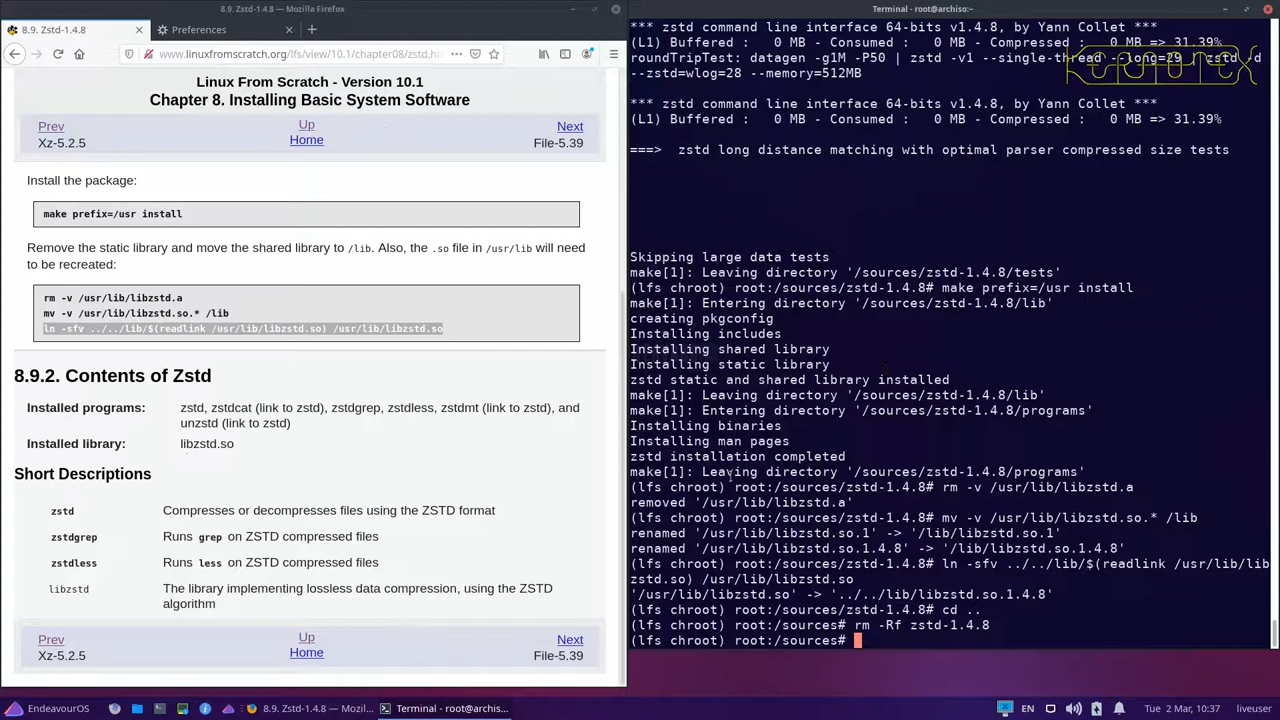 8.9. Zstd-1.4.8 - Mozilla Firefox
8.9. Zstd-1.4.8
Preferences
www.linuxfromscratch.org/lfs/view/10.1/chapter08/zstd.h
Linux From Scratch - Version 10.1
Chapter 8. Installing Basic System Software
Prev
Up
Next
Xz-5.2.5
Home
File-5.39
Install the package:
make prefix=/usr install
Remove the static library and move the shared library to /lib. Also, the .so file in /usr/lib will need
to be recreated:
rm -v /usr/lib/libzstd.a
mv -v /usr/lib/libzstd.so.* /lib
ln -sfv ../../lib/$(readlink /usr/lib/libzstd.so) /usr/lib/libzstd.so
8.9.2. Contents of Zstd
Installed programs: zstd, zstdcat (link to zstd), zstdgrep, zstdless, zstdmt (link to zstd), and
unzstd (link to zstd)
Installed library: libzstd.so
Short Descriptions
zstd Compresses or decompresses files using the ZSTD format
zstdgrep Runs grep on ZSTD compressed files
zstdless Runs less on ZSTD compressed files
libzstd The library implementing lossless data compression, using the ZSTD
algorithm
Prev
Up
Next
Xz-5.2.5
Home
File-5.39
Terminal - root@archiso:~
*** zstd command line interface 64-bits v1.4.8, by Yann Collet ***
(L1) Buffered :   0 MB - Consumed :   0 MB - Compressed :   0 MB => 31.39%
roundTripTest: datagen -g1M -P50 | zstd -v1 --single-thread --long=29 | zstd -d
--zstd=wlog=28 --memory=512MB
*** zstd command line interface 64-bits v1.4.8, by Yann Collet ***
(L1) Buffered :   0 MB - Consumed :   0 MB - Compressed :   0 MB => 31.39%
===>  zstd long distance matching with optimal parser compressed size tests
Skipping large data tests
make[1]: Leaving directory '/sources/zstd-1.4.8/tests'
(lfs chroot) root:/sources/zstd-1.4.8# make prefix=/usr install
make[1]: Entering directory '/sources/zstd-1.4.8/lib'
creating pkgconfig
Installing includes
Installing shared library
Installing static library
zstd static and shared library installed
make[1]: Leaving directory '/sources/zstd-1.4.8/lib'
make[1]: Entering directory '/sources/zstd-1.4.8/programs'
Installing binaries
Installing man pages
zstd installation completed
make[1]: Leaving directory '/sources/zstd-1.4.8/programs'
(lfs chroot) root:/sources/zstd-1.4.8# rm -v /usr/lib/libzstd.a
removed '/usr/lib/libzstd.a'
(lfs chroot) root:/sources/zstd-1.4.8# mv -v /usr/lib/libzstd.so.* /lib
renamed '/usr/lib/libzstd.so.1' -> '/lib/libzstd.so.1'
renamed '/usr/lib/libzstd.so.1.4.8' -> '/lib/libzstd.so.1.4.8'
(lfs chroot) root:/sources/zstd-1.4.8# ln -sfv ../../lib/$(readlink /usr/lib/lib
zstd.so) /usr/lib/libzstd.so
'/usr/lib/libzstd.so' -> '../../lib/libzstd.so.1.4.8'
(lfs chroot) root:/sources/zstd-1.4.8# cd ..
(lfs chroot) root:/sources# rm -Rf zstd-1.4.8
(lfs chroot) root:/sources#
EndeavourOS
8.9. Zstd-1.4.8 — Mozill...
Terminal - root@archis...
EN
Tue 2 Mar, 10:37
liveuser